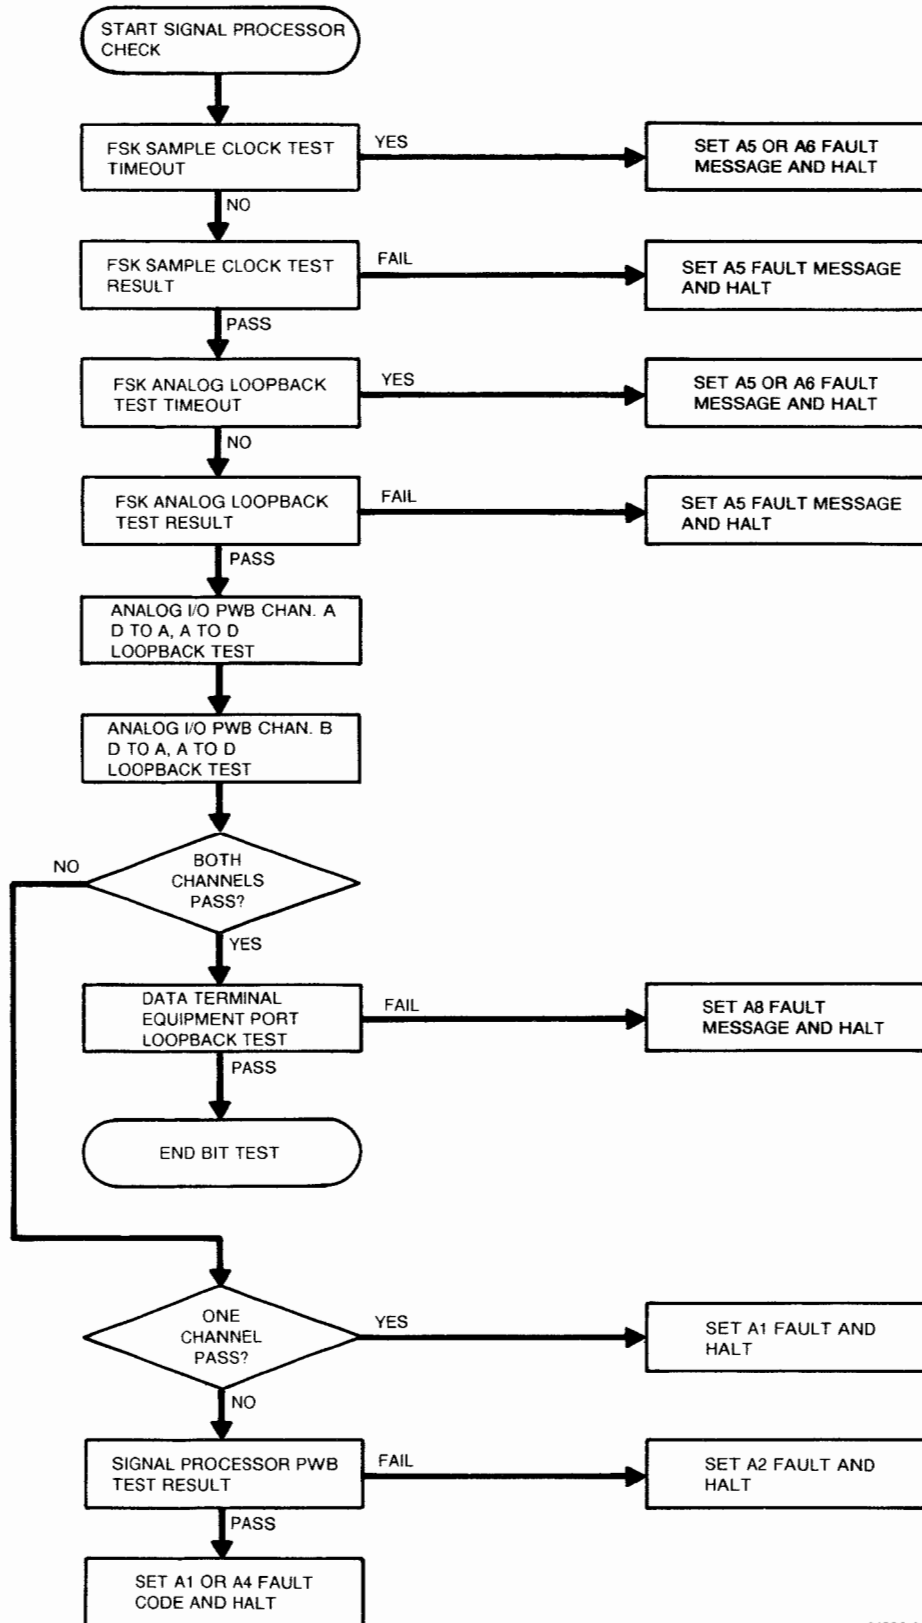 START SIGNAL PROCESSOR
CHECK
FSK SAMPLE CLOCK TEST
TIMEOUT
YES
SET A5 OR A6 FAULT
MESSAGE AND HALT
NO
FSK SAMPLE CLOCK TEST
RESULT
FAIL
SET A5 FAULT MESSAGE
AND HALT
PASS
FSK ANALOG LOOPBACK
TEST TIMEOUT
YES
SET A5 OR A6 FAULT
MESSAGE AND HALT
NO
FSK ANALOG LOOPBACK
TEST RESULT
FAIL
SET A5 FAULT MESSAGE
AND HALT
PASS
ANALOG I/O PWB CHAN. A
D TO A, A TO D
LOOPBACK TEST
ANALOG I/O PWB CHAN. B
D TO A, A TO D
LOOPBACK TEST
NO
BOTH
CHANNELS
PASS?
YES
DATA TERMINAL
EQUIPMENT PORT
LOOPBACK TEST
FAIL
SET A8 FAULT
MESSAGE AND HALT
PASS
END BIT TEST
ONE
CHANNEL
PASS?
YES
SET A1 FAULT AND
HALT
NO
SIGNAL PROCESSOR PWB
TEST RESULT
FAIL
SET A2 FAULT AND
HALT
PASS
SET A1 OR A4 FAULT
CODE AND HALT